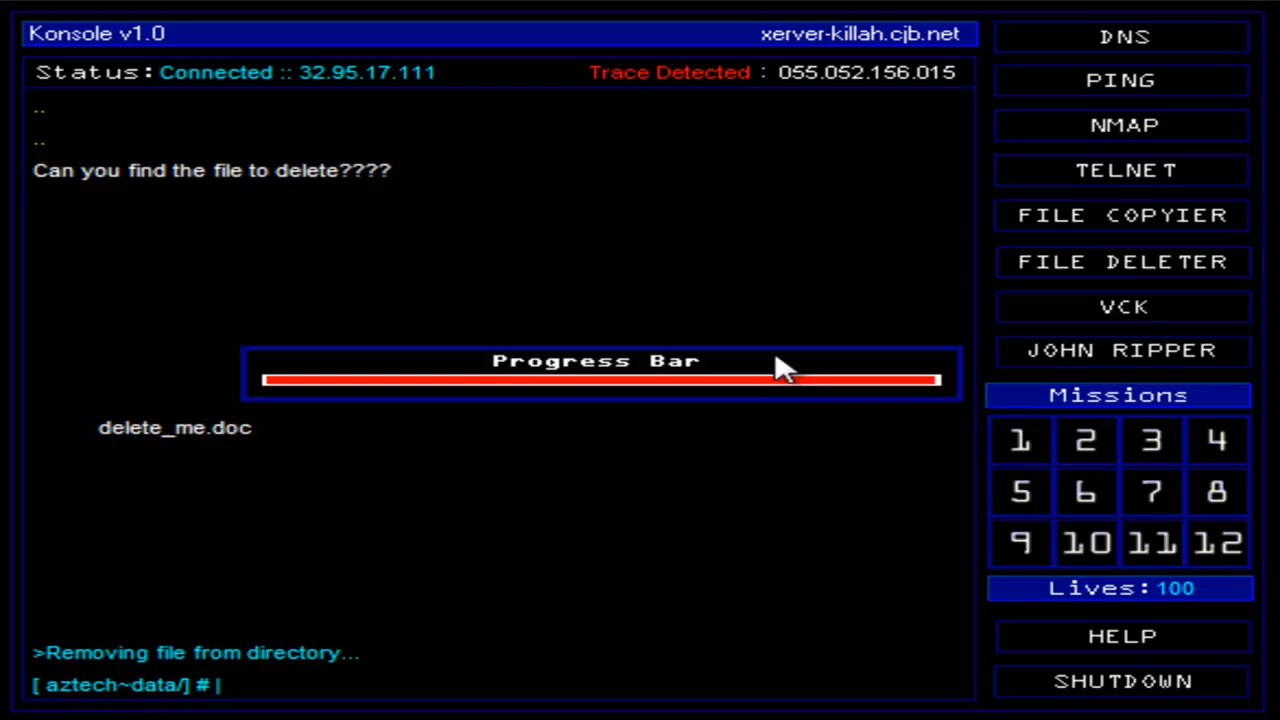 Konsole v1.0
xerver-killah.cjb.net
Status: Connected :: 32.95.17.111
Trace Detected : 055.052.156.015
..
..
Can you find the file to delete????
Progress Bar
delete_me.doc
>Removing file from directory...
[ aztech~data/] # |
DNS
PING
NMAP
TELNET
FILE COPYIER
FILE DELETER
VCK
JOHN RIPPER
Missions
1 2 3 4
5 6 7 8
9 10 11 12
Lives:100
HELP
SHUTDOWN